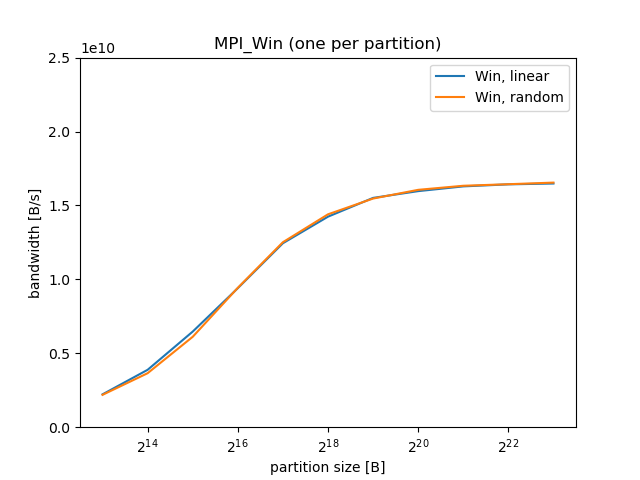 MPI_Win (one per partition)
1e10
2.5
2.0
1.5
1.0
0.5
0.0
bandwidth [B/s]
Win, linear
Win, random
2^14 2^16 2^18 2^20 2^22
partition size [B]